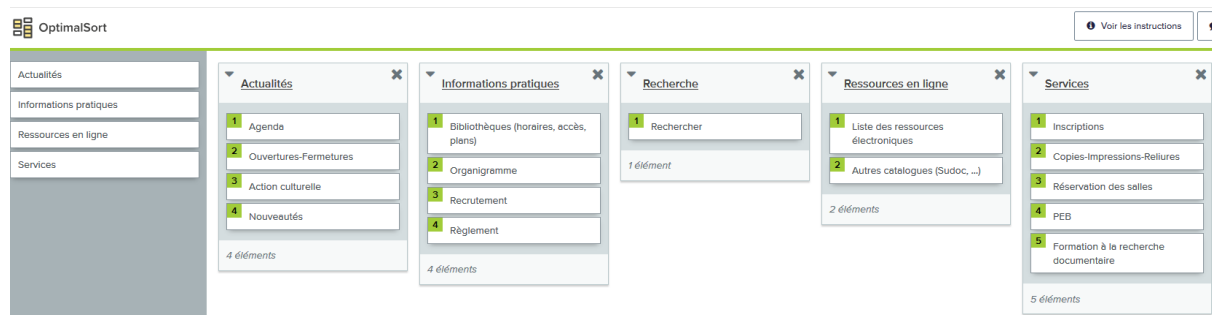 OptimalSort
Voir les instructions
Actualités
Informations pratiques
Ressources en ligne
Services
Actualités
1 Agenda
2 Ouvertures-Fermetures
3 Action culturelle
4 Nouveautés
4 éléments
Informations pratiques
1 Bibliothèques (horaires, accès,
plans)
2 Organigramme
3 Recrutement
4 Règlement
4 éléments
Recherche
1 Rechercher
1 élément
Ressources en ligne
1 Liste des ressources
électroniques
2 Autres catalogues (Sudoc, ...)
2 éléments
Services
1 Inscriptions
2 Copies-Impressions-Reliures
3 Réservation des salles
4 PEB
5 Formation à la recherche
documentaire
5 éléments